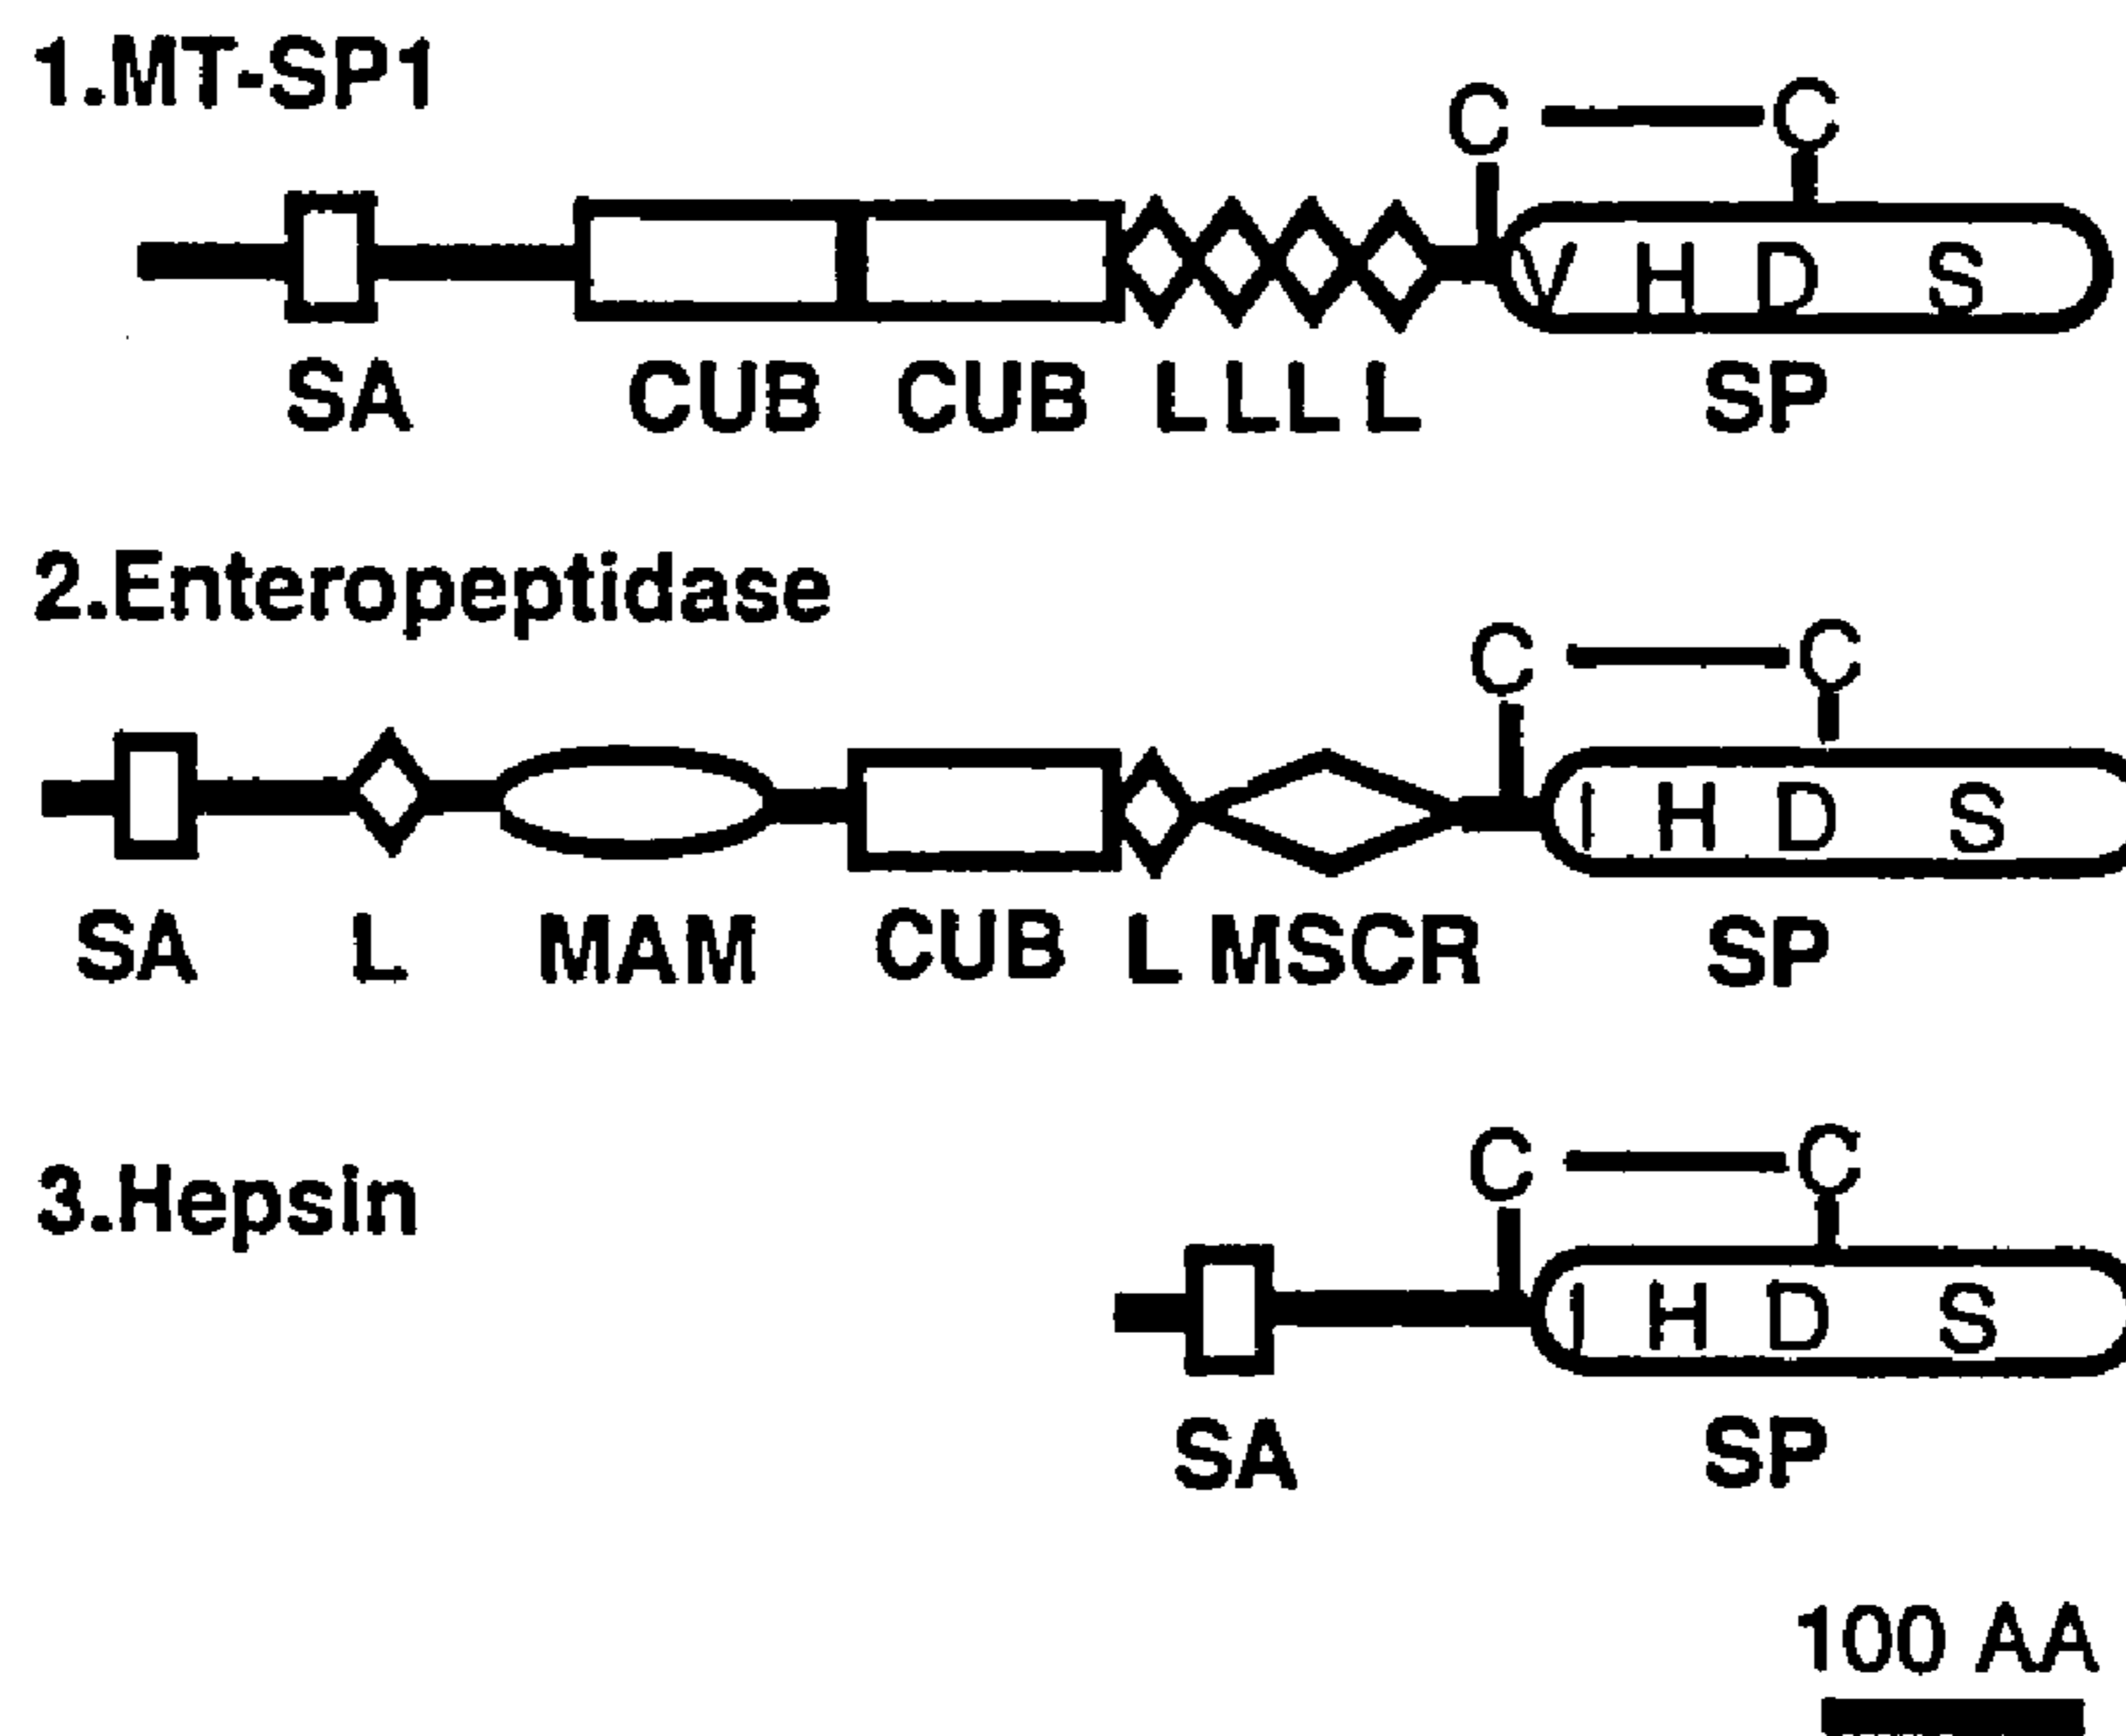 1.MT-SP1
C C
V H D S
SA CUB CUB L L L L SP
2.Enteropeptidase
C C
I H D S
SA L MAM CUB L MSCR SP
3.Hepsin
C C
I H D S
SA SP
100 AA